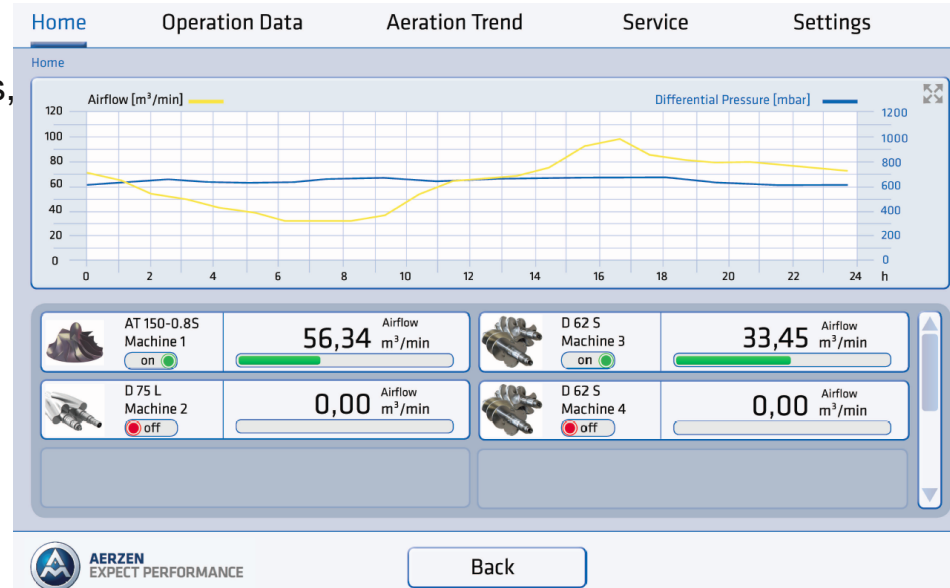 Home Operation Data Aeration Trend Service Settings
Home
s,
Airflow [m³/min] Differential Pressure [mbar]
120 1200
100 1000
80 800
60 600
40 400
20 200
0 0
0 2 4 6 8 10 12 14 16 18 20 22 24 h
AT 150-0.8S
Machine 1
on
56,34 Airflow m³/min
D 62 S
Machine 3
on
33,45 Airflow m³/min
D 75 L
Machine 2
off
0,00 Airflow m³/min
D 62 S
Machine 4
off
0,00 Airflow m³/min
AERZEN
EXPECT PERFORMANCE
Back